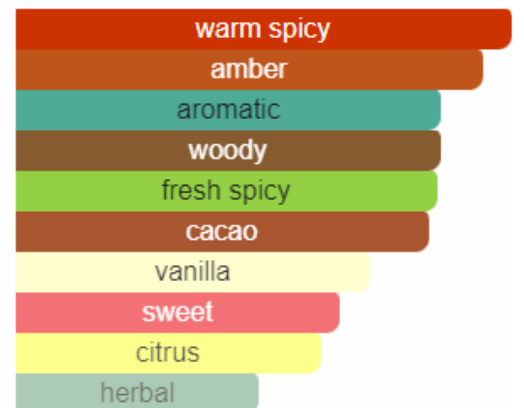 warm spicy
amber
aromatic
woody
fresh spicy
cacao
vanilla
sweet
citrus
herbal